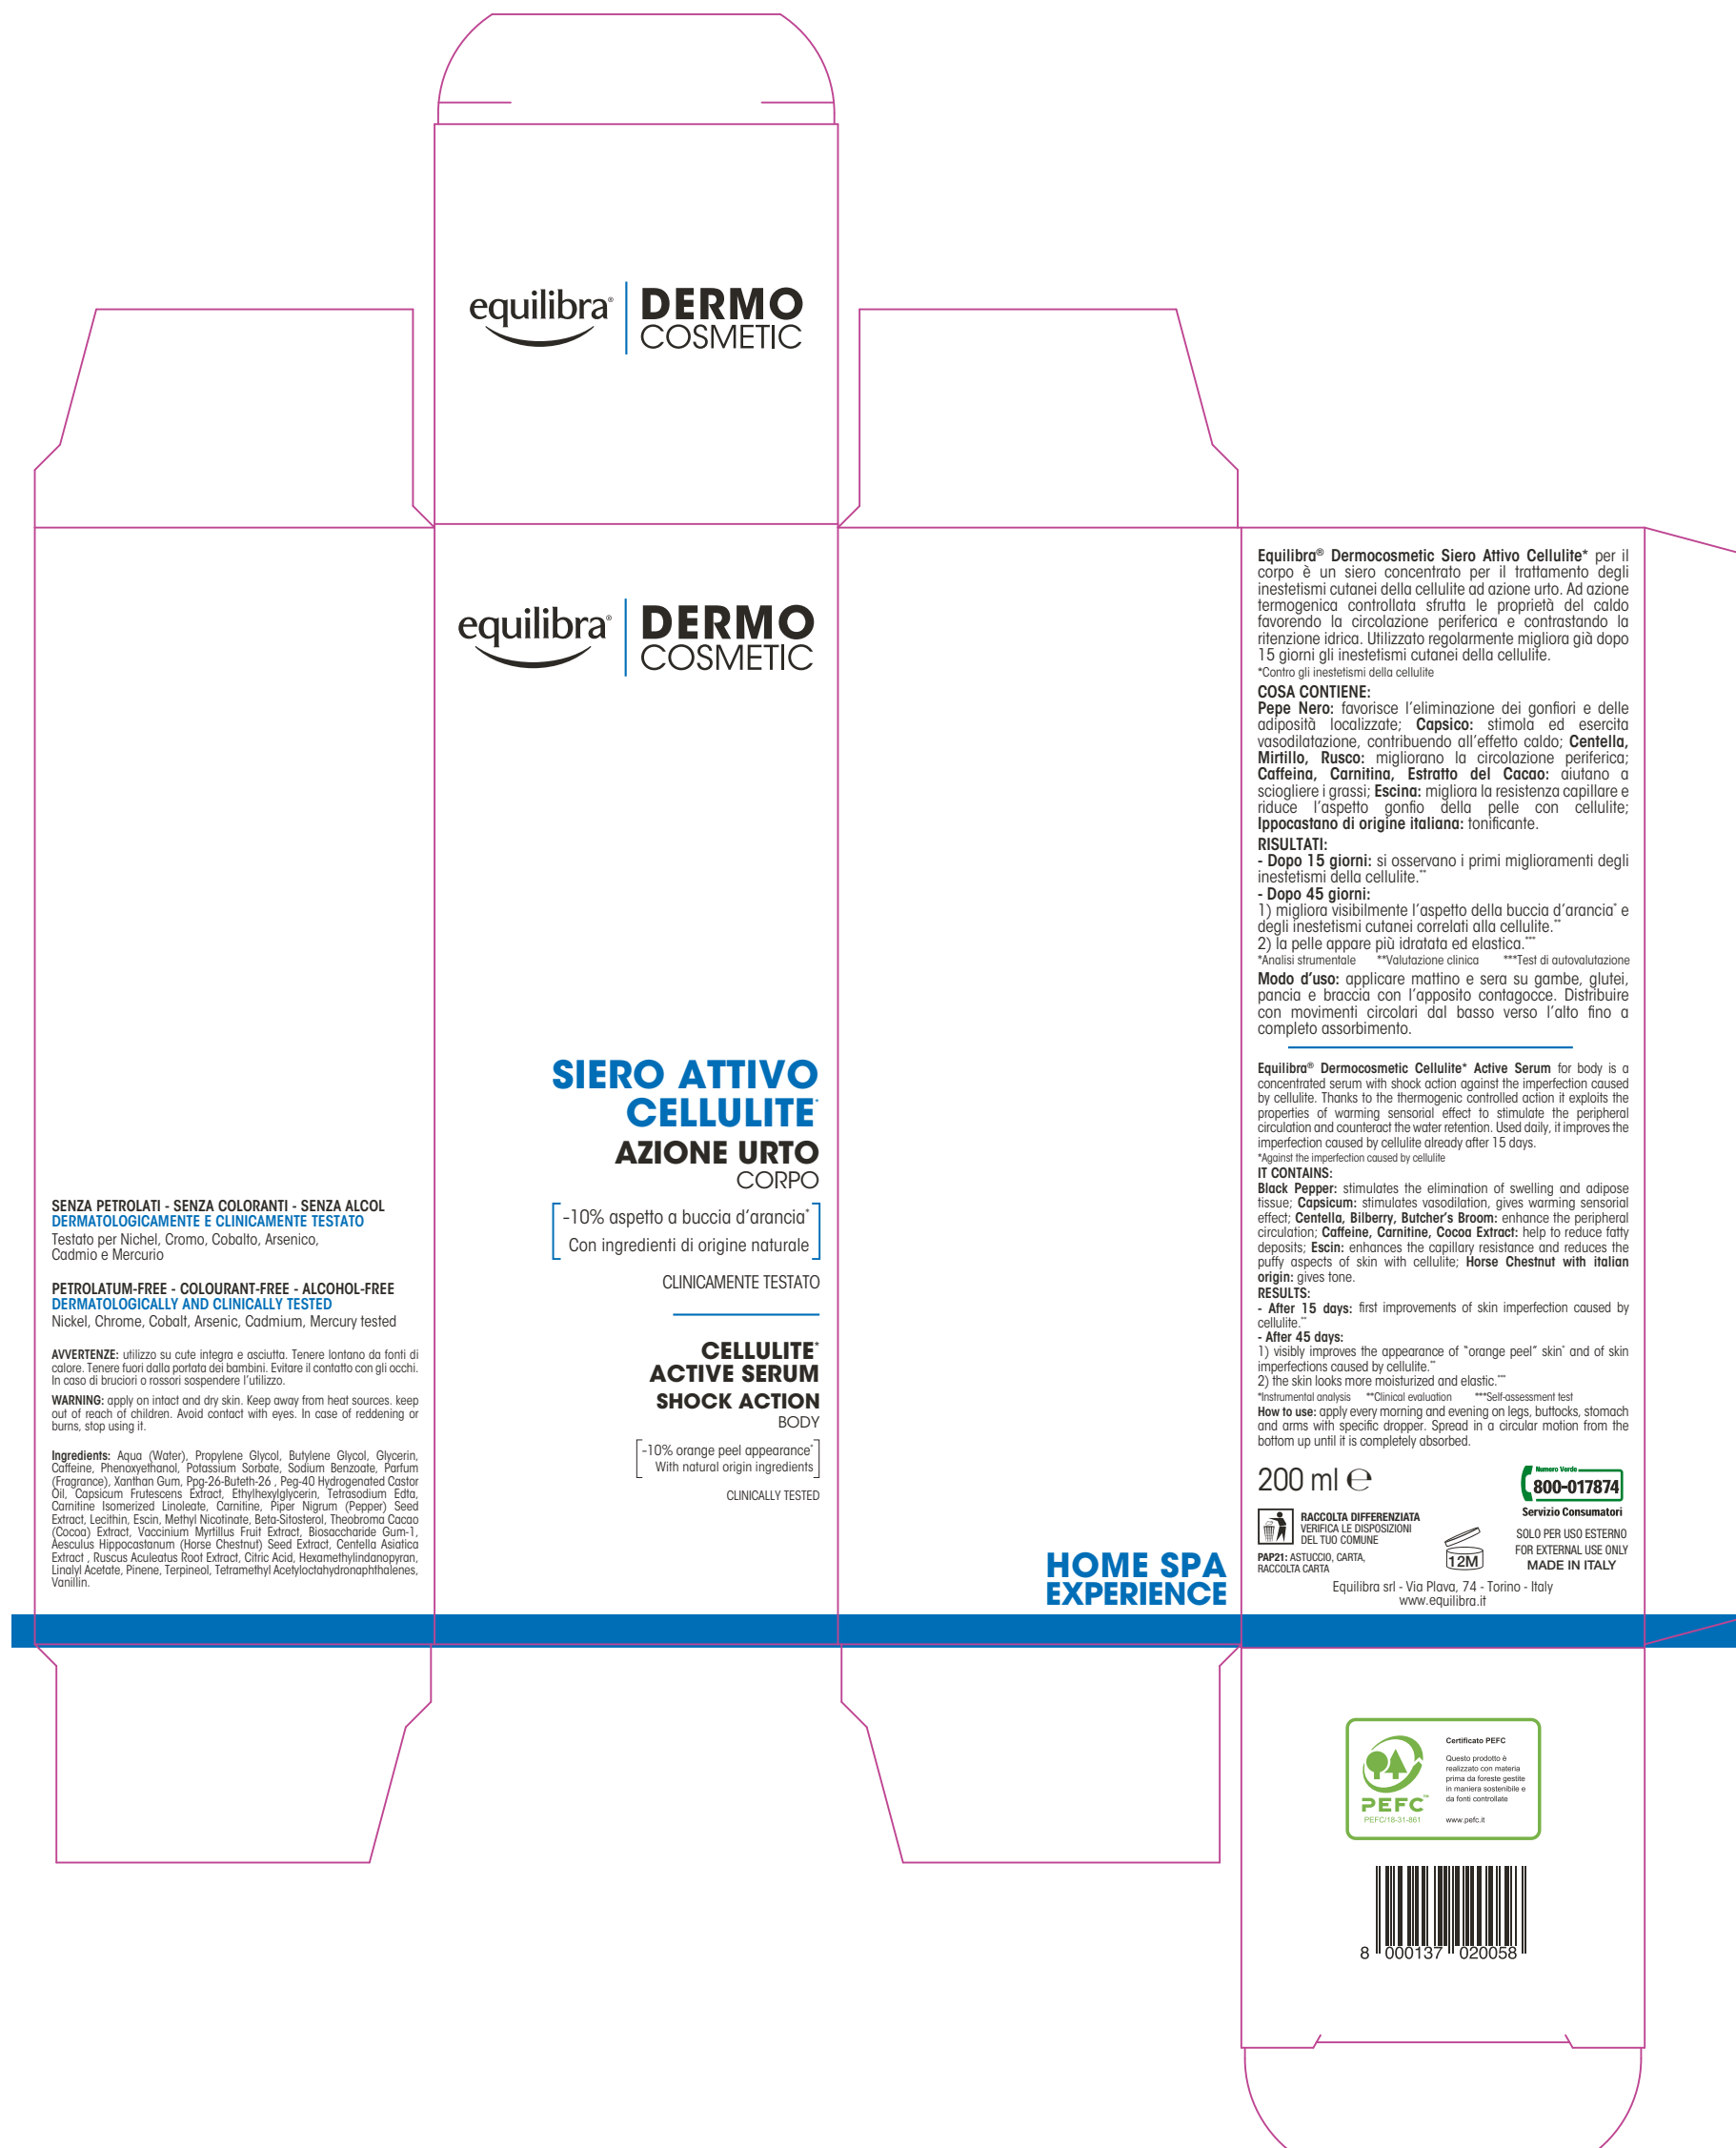 equilibra®
DERMO
COSMETIC
equilibra®
DERMO
COSMETIC
SIERO ATTIVO
CELLULITE*
AZIONE URTO
CORPO
-10% aspetto a buccia d'arancia*
Con ingredienti di origine naturale
CLINICAMENTE TESTATO
CELLULITE*
ACTIVE SERUM
SHOCK ACTION
BODY
-10% orange peel appearance*
With natural origin ingredients
CLINICALLY TESTED
SENZA PETROLATI - SENZA COLORANTI - SENZA ALCOL
DERMATOLOGICAMENTE E CLINICAMENTE TESTATO
Testato per Nichel, Cromo, Cobalto, Arsenico,
Cadmio e Mercurio
PETROLATUM-FREE - COLOURANT-FREE - ALCOHOL-FREE
DERMATOLOGICALLY AND CLINICALLY TESTED
Nickel, Chrome, Cobalt, Arsenic, Cadmium, Mercury tested
AVVERTENZE: utilizzo su cute integra e asciutta. Tenere lontano da fonti di
calore. Tenere fuori dalla portata dei bambini. Evitare il contatto con gli occhi.
In caso di bruciori o rossori sospendere l'utilizzo.
WARNING: apply on intact and dry skin. Keep away from heat sources. keep
out of reach of children. Avoid contact with eyes. In case of reddening or
burns, stop using it.
Ingredients: Aqua (Water), Propylene Glycol, Butylene Glycol, Glycerin,
Caffeine, Phenoxyethanol, Potassium Sorbate, Sodium Benzoate, Parfum
(Fragrance), Xanthan Gum, Ppg-26-Buteth-26 , Peg-40 Hydrogenated Castor
Oil, Capsicum Frutescens Extract, Ethylhexylglycerin, Tetrasodium Edta,
Carnitine Isomerized Linoleate, Carnitine, Piper Nigrum (Pepper) Seed
Extract, Lecithin, Escin, Methyl Nicotinate, Beta-Sitosterol, Theobroma Cacao
(Cocoa) Extract, Vaccinium Myrtillus Fruit Extract, Biosaccharide Gum-1,
Aesculus Hippocastanum (Horse Chestnut) Seed Extract, Centella Asiatica
Extract , Ruscus Aculeatus Root Extract, Citric Acid, Hexamethylindanopyran,
Linalyl Acetate, Pinene, Terpineol, Tetramethyl Acetyloctahydronaphthalenes,
Vanillin.
HOME SPA
EXPERIENCE
Equilibra® Dermocosmetic Siero Attivo Cellulite* per il
corpo è un siero concentrato per il trattamento degli
inestetismi cutanei della cellulite ad azione urto. Ad azione
termogenica controllata sfrutta le proprietà del caldo
favorendo la circolazione periferica e contrastando la
ritenzione idrica. Utilizzato regolarmente migliora già dopo
15 giorni gli inestetismi cutanei della cellulite.
*Contro gli inestetismi della cellulite
COSA CONTIENE:
Pepe Nero: favorisce l'eliminazione dei gonfiori e delle
adiposità localizzate; Capsico: stimola ed esercita
vasodilatazione, contribuendo all'effetto caldo; Centella,
Mirtillo, Rusco: migliorano la circolazione periferica;
Caffeina, Carnitina, Estratto del Cacao: aiutano a
sciogliere i grassi; Escina: migliora la resistenza capillare e
riduce l'aspetto gonfio della pelle con cellulite;
Ippocastano di origine italiana: tonificante.
RISULTATI:
- Dopo 15 giorni: si osservano i primi miglioramenti degli
inestetismi della cellulite.**
- Dopo 45 giorni:
1) migliora visibilmente l'aspetto della buccia d'arancia* e
degli inestetismi cutanei correlati alla cellulite.**
2) la pelle appare più idratata ed elastica.***
*Analisi strumentale **Valutazione clinica ***Test di autovalutazione
Modo d'uso: applicare mattino e sera su gambe, glutei,
pancia e braccia con l'apposito contagocce. Distribuire
con movimenti circolari dal basso verso l'alto fino a
completo assorbimento.
Equilibra® Dermocosmetic Cellulite* Active Serum for body is a
concentrated serum with shock action against the imperfection caused
by cellulite. Thanks to the thermogenic controlled action it exploits the
properties of warming sensorial effect to stimulate the peripheral
circulation and counteract the water retention. Used daily, it improves the
imperfection caused by cellulite already after 15 days.
*Against the imperfection caused by cellulite
IT CONTAINS:
Black Pepper: stimulates the elimination of swelling and adipose
tissue; Capsicum: stimulates vasodilation, gives warming sensorial
effect; Centella, Bilberry, Butcher's Broom: enhance the peripheral
circulation; Caffeine, Carnitine, Cocoa Extract: help to reduce fatty
deposits; Escin: enhances the capillary resistance and reduces the
puffy aspects of skin with cellulite; Horse Chestnut with italian
origin: gives tone.
RESULTS:
- After 15 days: first improvements of skin imperfection caused by
cellulite.**
- After 45 days:
1) visibly improves the appearance of "orange peel" skin* and of skin
imperfections caused by cellulite.**
2) the skin looks more moisturized and elastic.***
*Instrumental analysis **Clinical evaluation ***Self-assessment test
How to use: apply every morning and evening on legs, buttocks, stomach
and arms with specific dropper. Spread in a circular motion from the
bottom up until it is completely absorbed.
200 ml ℮
Numero Verde
800-017874
Servizio Consumatori
RACCOLTA DIFFERENZIATA
VERIFICA LE DISPOSIZIONI
DEL TUO COMUNE
PAP21: ASTUCCIO, CARTA,
RACCOLTA CARTA
12M
SOLO PER USO ESTERNO
FOR EXTERNAL USE ONLY
MADE IN ITALY
Equilibra srl - Via Plava, 74 - Torino - Italy
www.equilibra.it
PEFC™
PEFC/18-31-861
Certificato PEFC
Questo prodotto è
realizzato con materia
prima da foreste gestite
in maniera sostenibile e
da fonti controllate
www.pefc.it
8 000137 020058